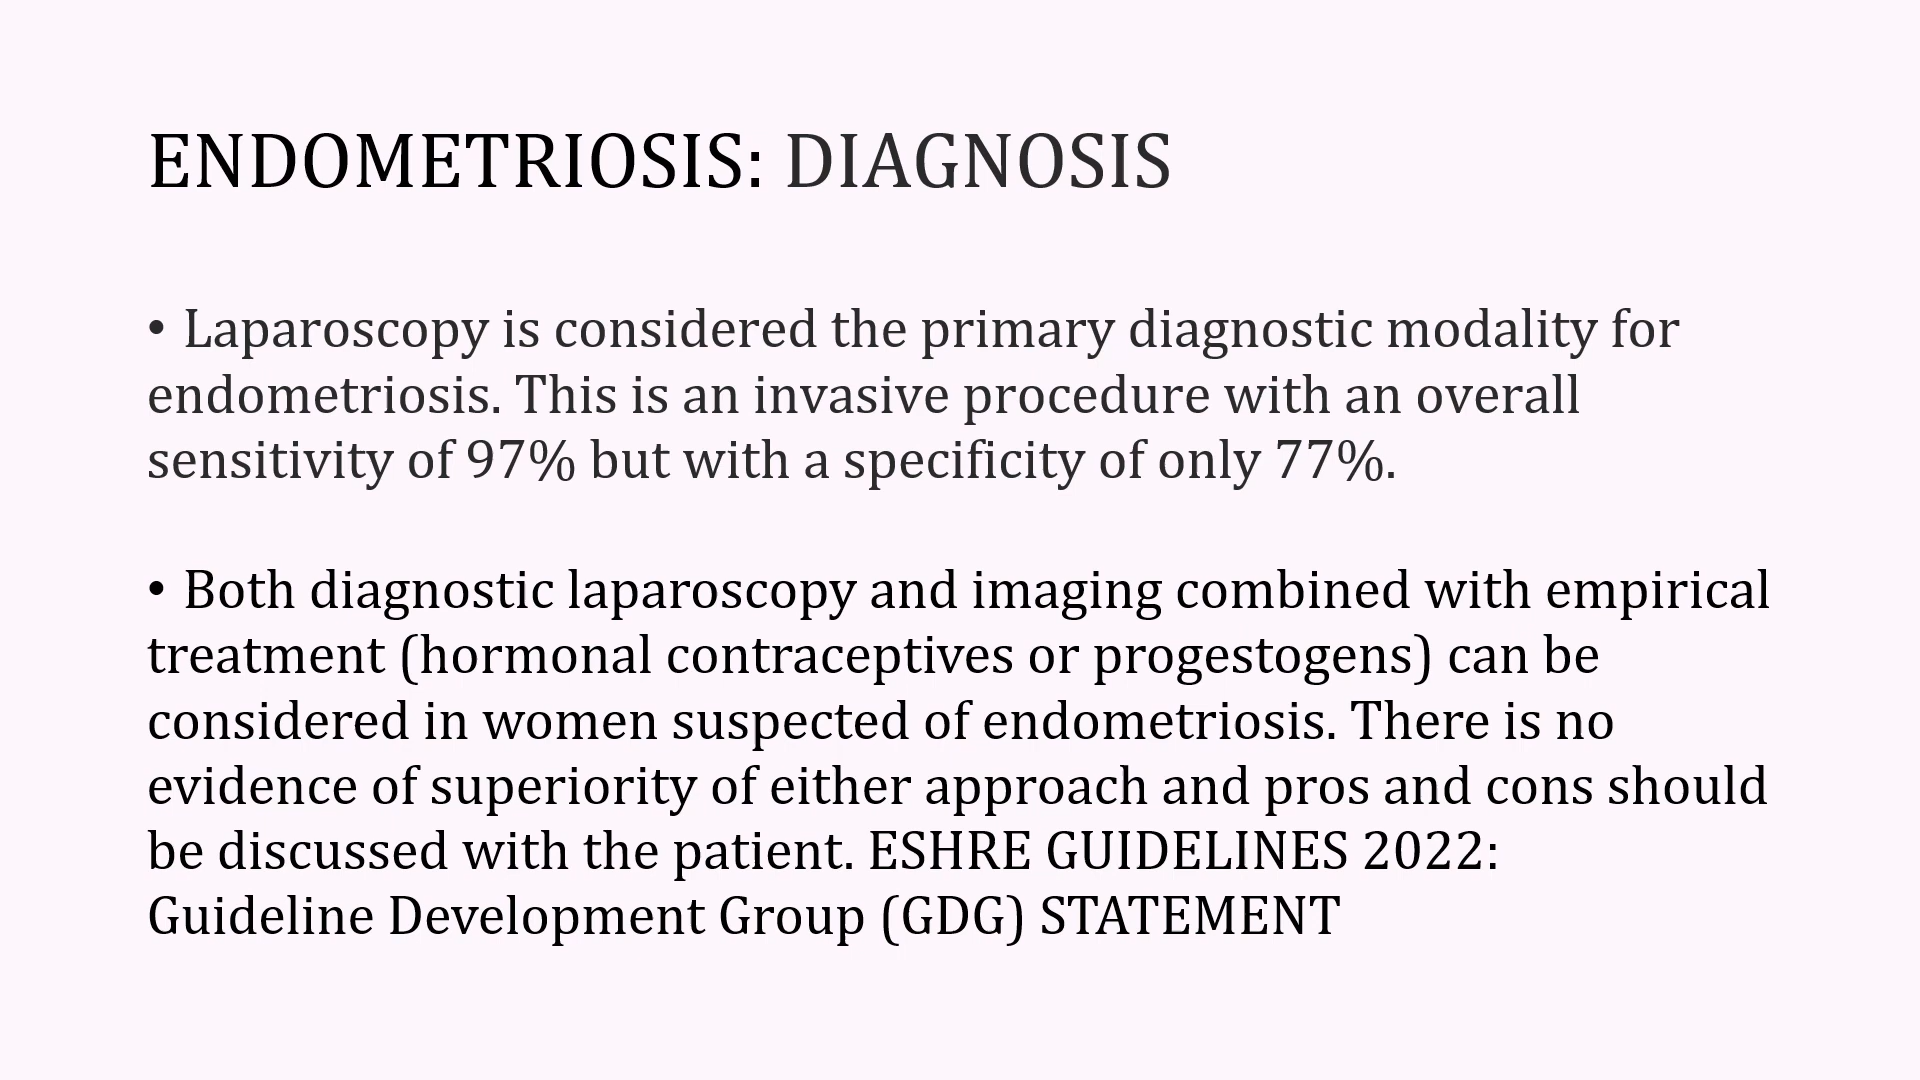 ENDOMETRIOSIS: DIAGNOSIS
• Laparoscopy is considered the primary diagnostic modality for
endometriosis. This is an invasive procedure with an overall
sensitivity of 97% but with a specificity of only 77%.
• Both diagnostic laparoscopy and imaging combined with empirical
treatment (hormonal contraceptives or progestogens) can be
considered in women suspected of endometriosis. There is no
evidence of superiority of either approach and pros and cons should
be discussed with the patient. ESHRE GUIDELINES 2022:
Guideline Development Group (GDG) STATEMENT